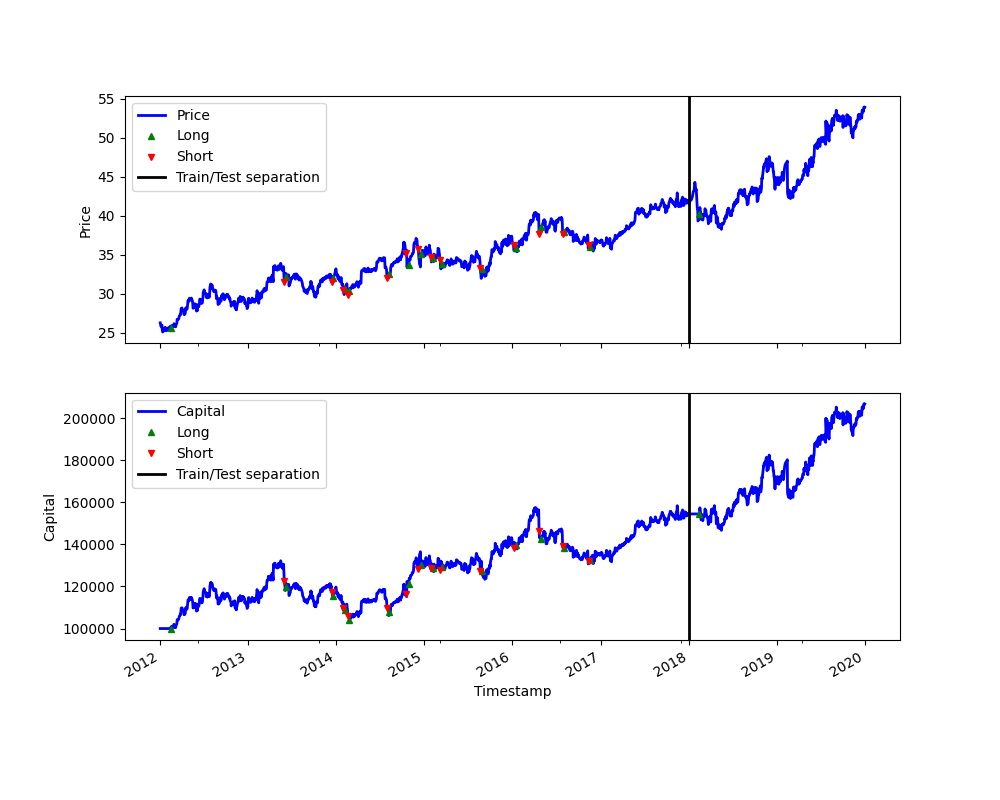 55
50
45
40
35
30
25
Price
Price
Long
Short
Train/Test separation
200000
180000
160000
140000
120000
100000
Capital
Capital
Long
Short
Train/Test separation
2012 2013 2014 2015 2016 2017 2018 2019 2020
Timestamp